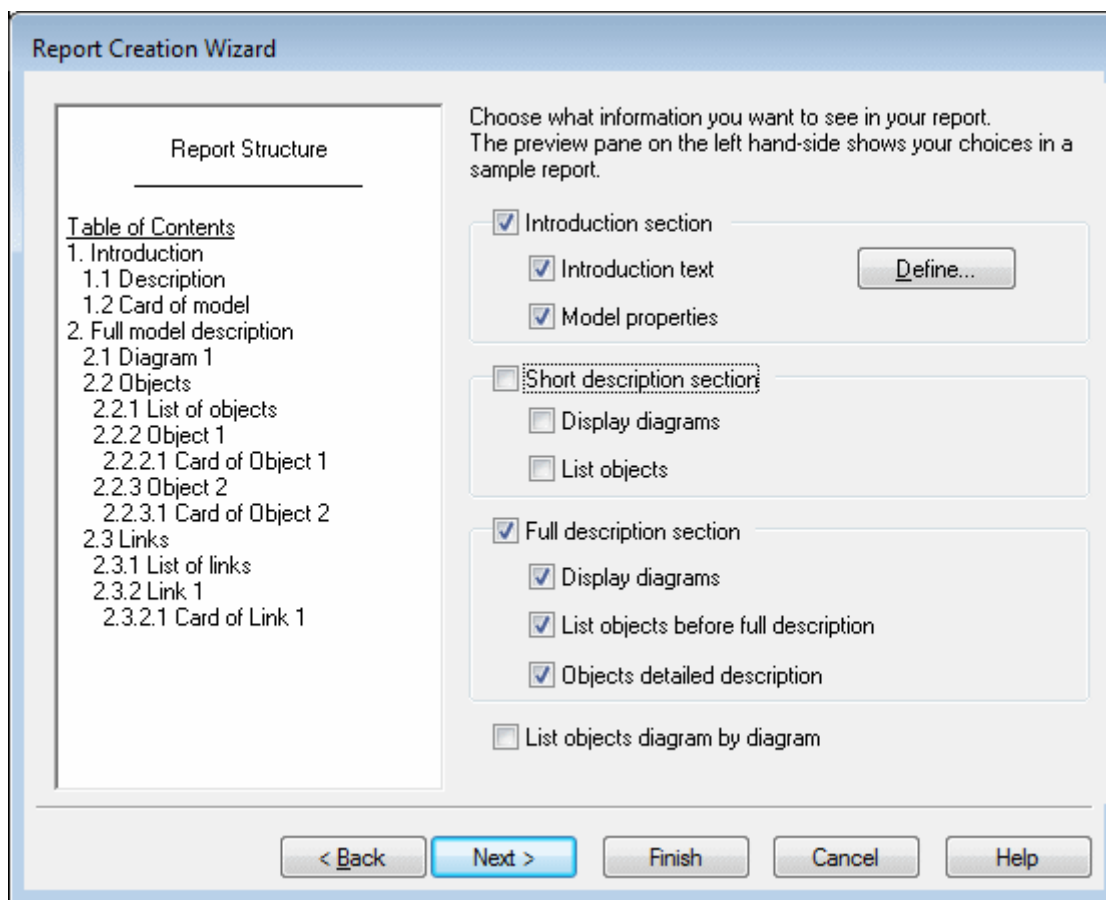 Report Creation Wizard
Report Structure
Table of Contents
1. Introduction
1.1 Description
1.2 Card of model
2. Full model description
2.1 Diagram 1
2.2 Objects
2.2.1 List of objects
2.2.2 Object 1
2.2.2.1 Card of Object 1
2.2.3 Object 2
2.2.3.1 Card of Object 2
2.3 Links
2.3.1 List of links
2.3.2 Link 1
2.3.2.1 Card of Link 1
Choose what information you want to see in your report.
The preview pane on the left hand-side shows your choices in a
sample report.
Introduction section
Introduction text
Define...
Model properties
Short description section
Display diagrams
List objects
Full description section
Display diagrams
List objects before full description
Objects detailed description
List objects diagram by diagram
< Back
Next >
Finish
Cancel
Help